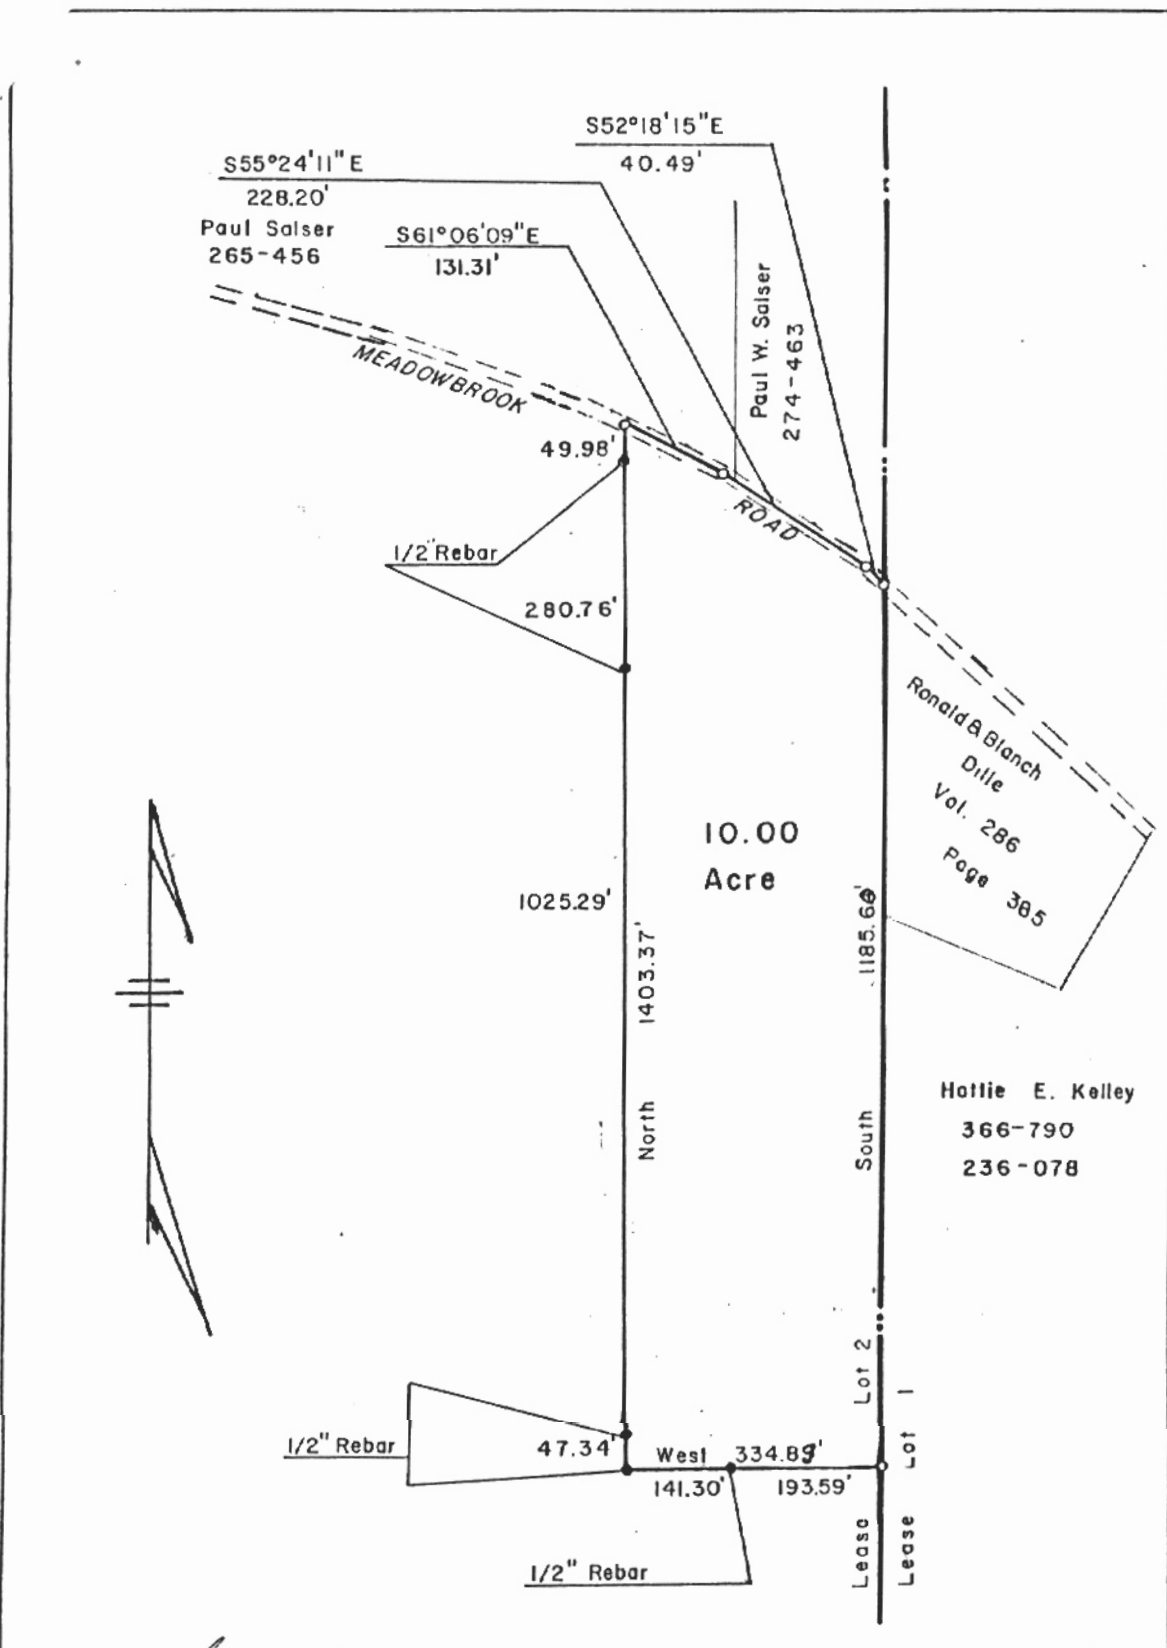 S52°18'15"E
40.49'
S55°24'11"E
228.20'
Paul Salser
265-456
S61°06'09"E
131.31'
Paul W. Salser
274-463
MEADOWBROOK
ROAD
49.98'
1/2" Rebar
280.76'
Ronald & Blanch
Dille
Vol. 286
Page 385
10.00
Acre
1025.29'
North 1403.37'
South 1185.66'
Hattie E. Kelley
366-790
236-078
Lease Lot 2
Lease Lot 1
1/2" Rebar
47.34'
West 334.89'
141.30' 193.59'
1/2" Rebar